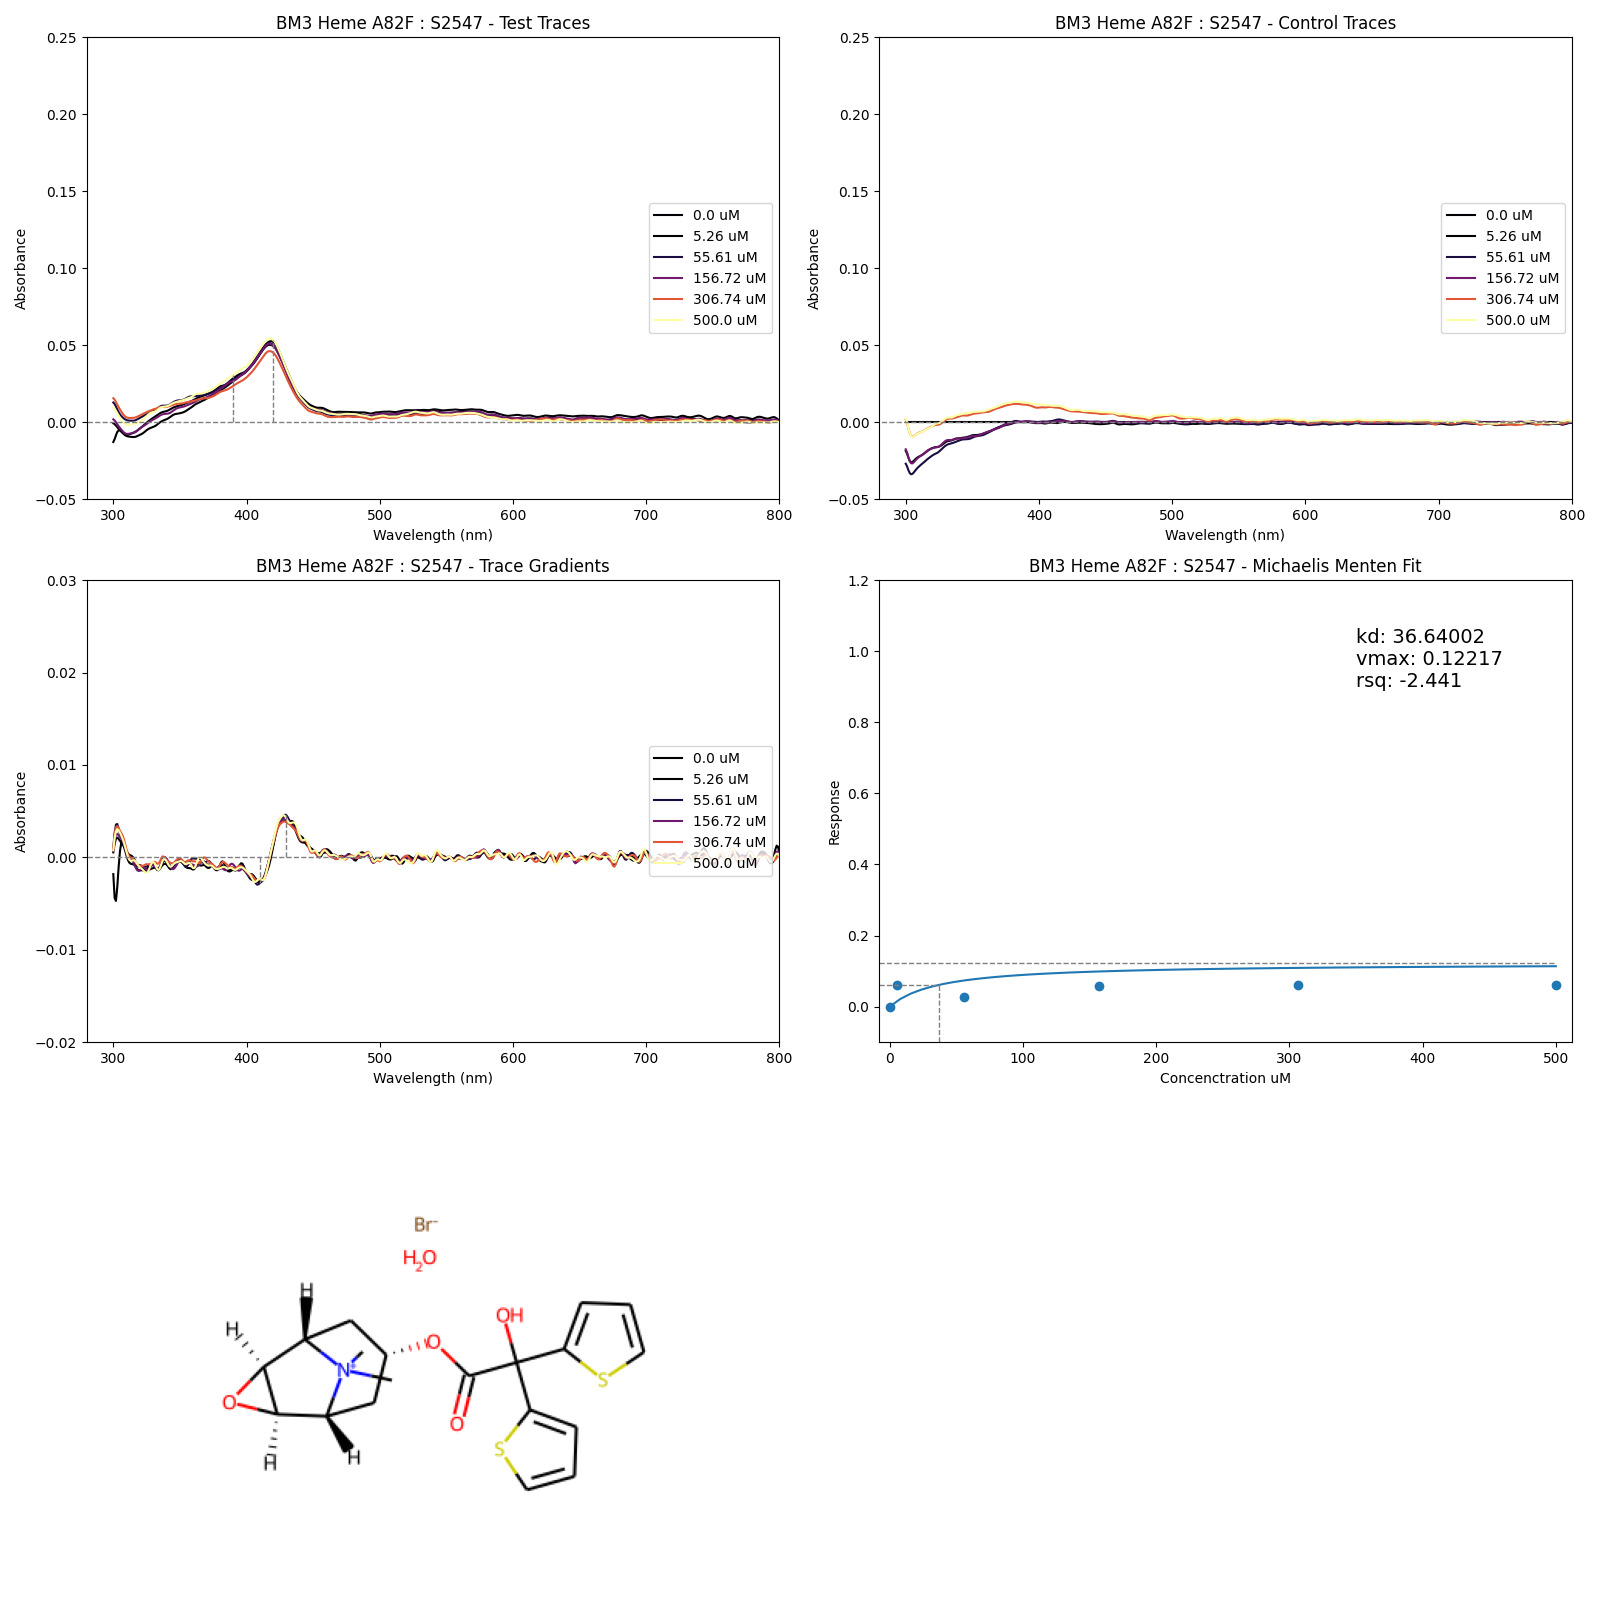 BM3 Heme A82F : S2547 - Test Traces
0.25
0.20
0.15
0.10
0.05
0.00
−0.05
Absorbance
0.0 uM
5.26 uM
55.61 uM
156.72 uM
306.74 uM
500.0 uM
300 400 500 600 700 800
Wavelength (nm)
BM3 Heme A82F : S2547 - Control Traces
0.25
0.20
0.15
0.10
0.05
0.00
−0.05
Absorbance
0.0 uM
5.26 uM
55.61 uM
156.72 uM
306.74 uM
500.0 uM
300 400 500 600 700 800
Wavelength (nm)
BM3 Heme A82F : S2547 - Trace Gradients
0.03
0.02
0.01
0.00
−0.01
−0.02
Absorbance
0.0 uM
5.26 uM
55.61 uM
156.72 uM
306.74 uM
500.0 uM
300 400 500 600 700 800
Wavelength (nm)
BM3 Heme A82F : S2547 - Michaelis Menten Fit
1.2
1.0
0.8
0.6
0.4
0.2
0.0
Response
kd: 36.64002
vmax: 0.12217
rsq: -2.441
0 100 200 300 400 500
Concenctration uM
Br⁻
H₂O
H
H
OH
O
N⁺
S
O
O
S
H
H